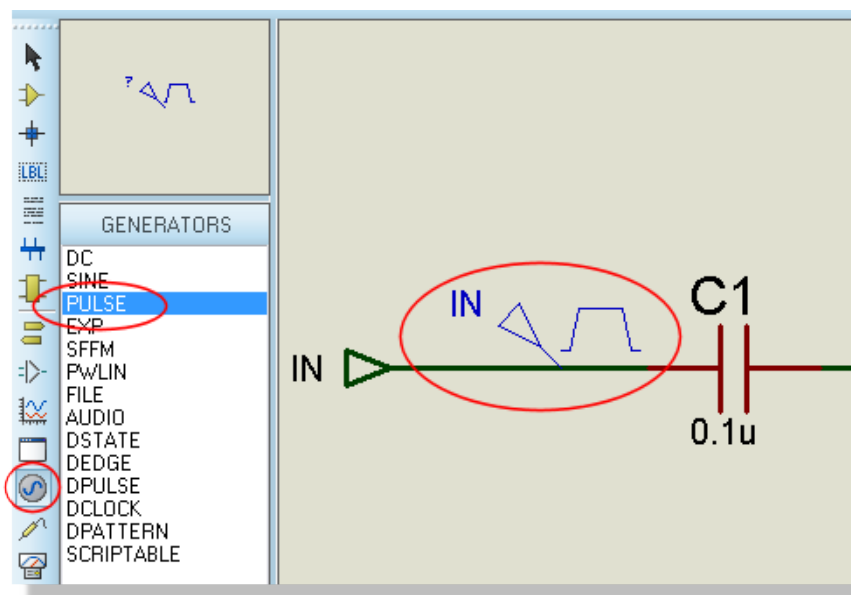 ?
LBL
GENERATORS
DC
SINE
PULSE
EXP
SFFM
PWLIN
FILE
AUDIO
DSTATE
DEDGE
DPULSE
DCLOCK
DPATTERN
SCRIPTABLE
IN
IN
C1
0.1u